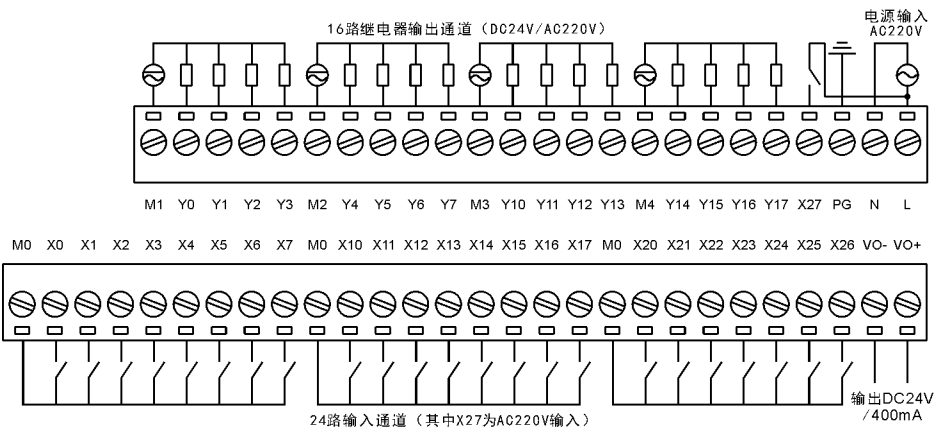 16路继电器输出通道（DC24V/AC220V）
电源输入
AC220V
M1 Y0 Y1 Y2 Y3 M2 Y4 Y5 Y6 Y7 M3 Y10 Y11 Y12 Y13 M4 Y14 Y15 Y16 Y17 X27 PG N L
M0 X0 X1 X2 X3 X4 X5 X6 X7 M0 X10 X11 X12 X13 X14 X15 X16 X17 M0 X20 X21 X22 X23 X24 X25 X26 VO- VO+
24路输入通道（其中X27为AC220V输入）
输出DC24V
/400mA